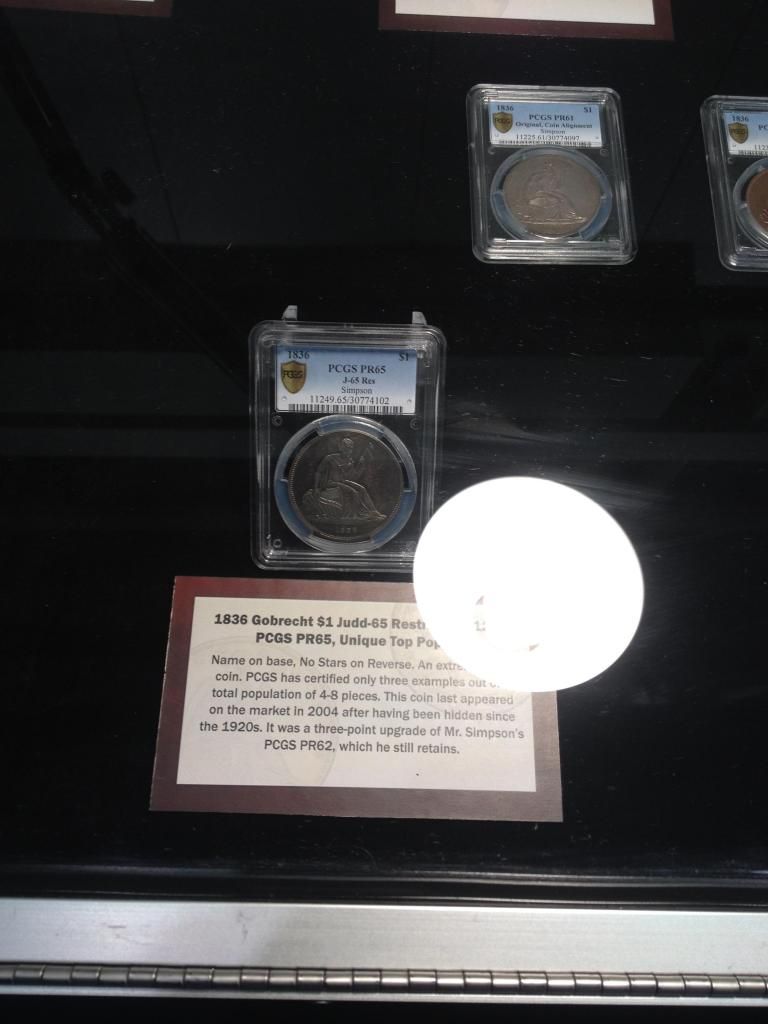 1836 $1
PCGS PR61
Original, Coin Alignment
Simpson
11225.61/30774097
1836
1836 $1
PCGS PR65
J-65 Res
Simpson
11249.65/30774102
1836 Gobrecht $1 Judd-65
PCGS PR65, Unique Top
Name on base, No Stars on Reverse. An
coin. PCGS has certified only three examples out
total population of 4-8 pieces. This coin last appeared
on the market in 2004 after having been hidden since
the 1920s. It was a three-point upgrade of Mr. Simpson's
PCGS PR62, which he still retains.